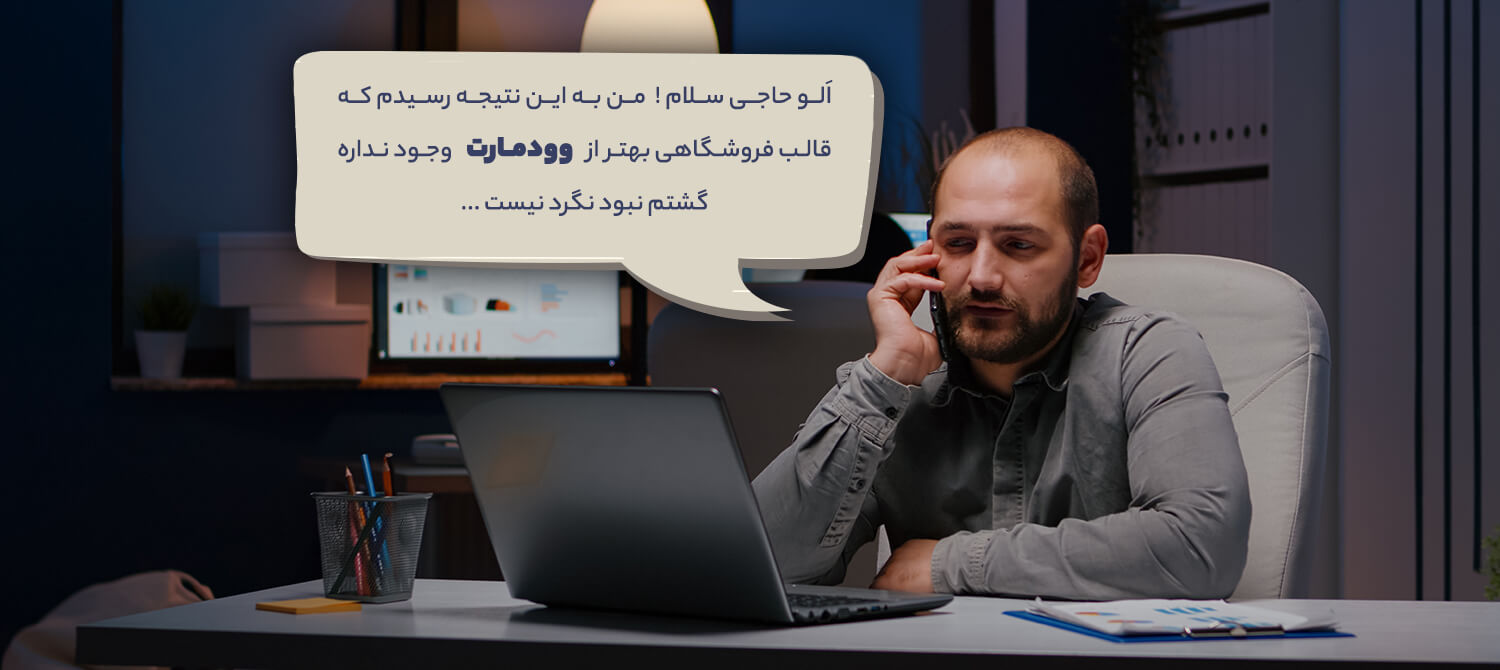 اَلو حاجی سلام ! من به این نتیجه رسیدم که
قالب فروشگاهی بهتر از وودمارت وجود نداره
گشتم نبود نگرد نیست ...